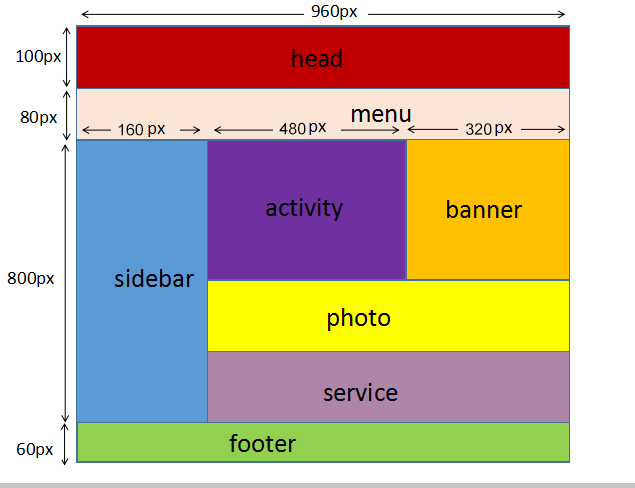 960px
100px
head
80px
menu
160 px
480 px
320 px
activity
banner
800px
sidebar
photo
service
60px
footer